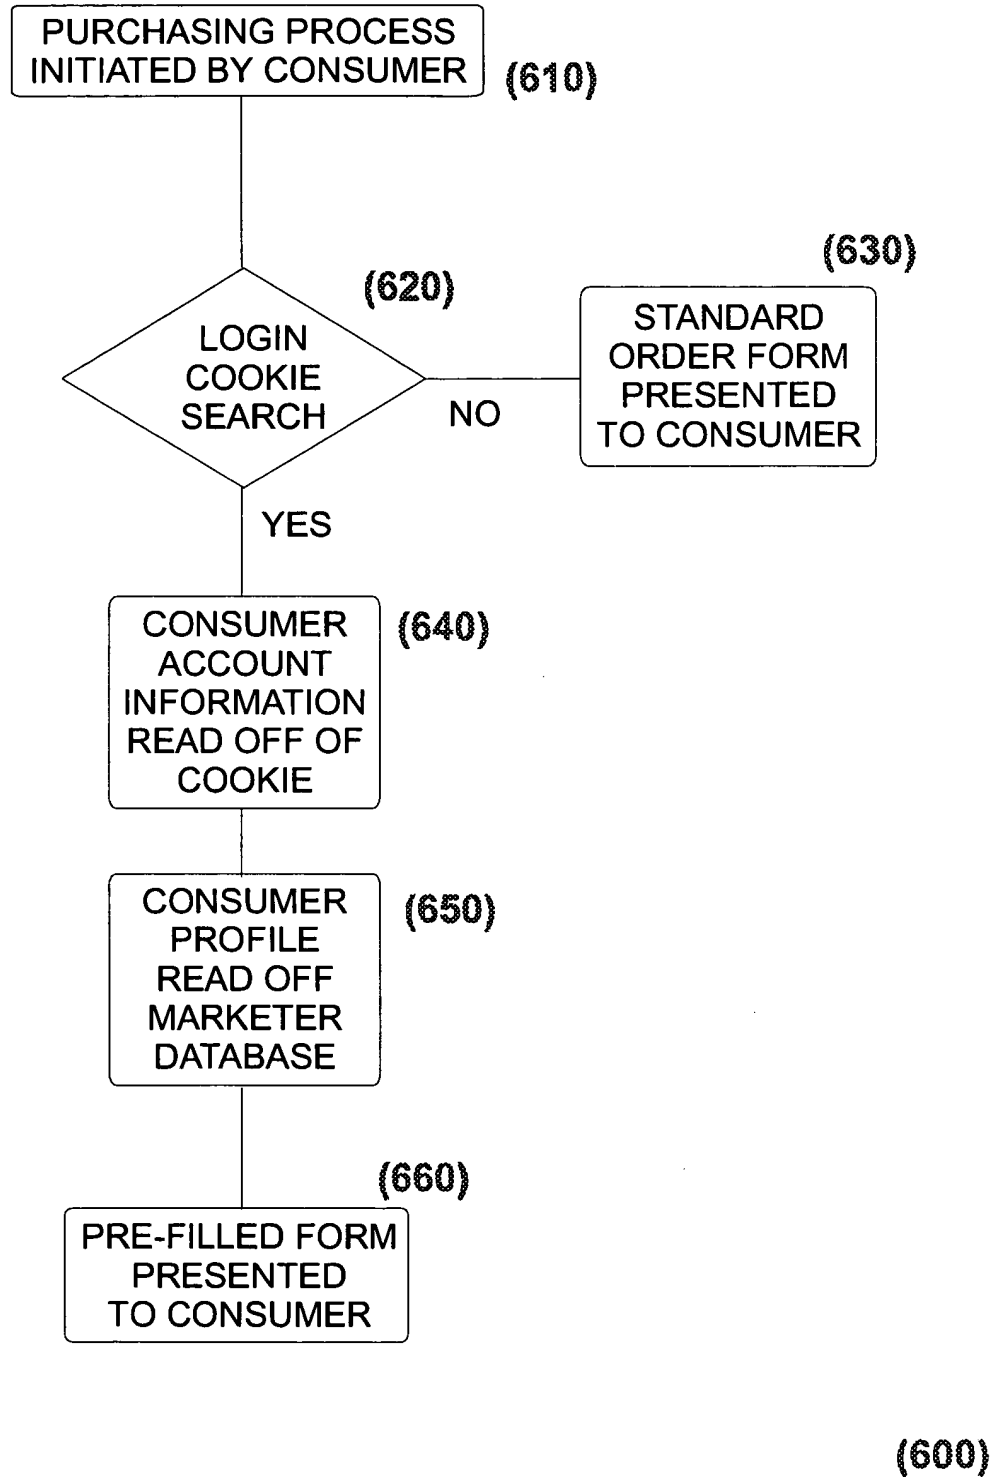 PURCHASING PROCESS
INITIATED BY CONSUMER
(610)
(620)
LOGIN
COOKIE
SEARCH
NO
(630)
STANDARD
ORDER FORM
PRESENTED
TO CONSUMER
YES
(640)
CONSUMER
ACCOUNT
INFORMATION
READ OFF OF
COOKIE
(650)
CONSUMER
PROFILE
READ OFF
MARKETER
DATABASE
(660)
PRE-FILLED FORM
PRESENTED
TO CONSUMER
(600)